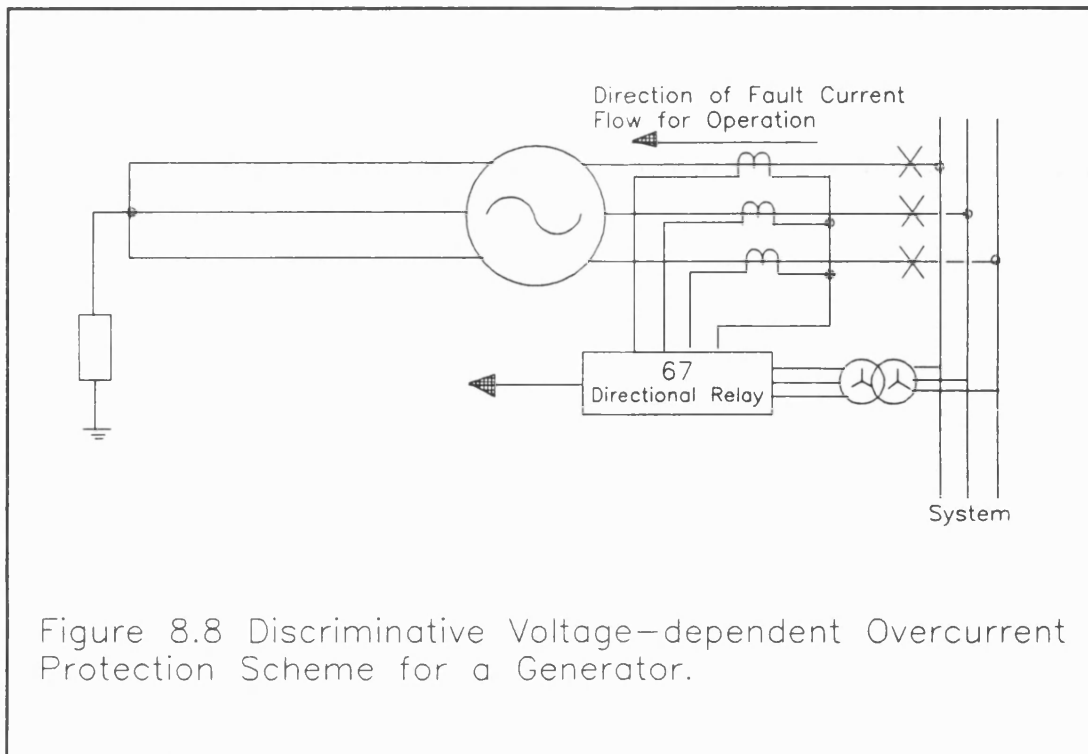 Direction of Fault Current
Flow for Operation
67
Directional Relay
System
Figure 8.8 Discriminative Voltage-dependent Overcurrent
Protection Scheme for a Generator.